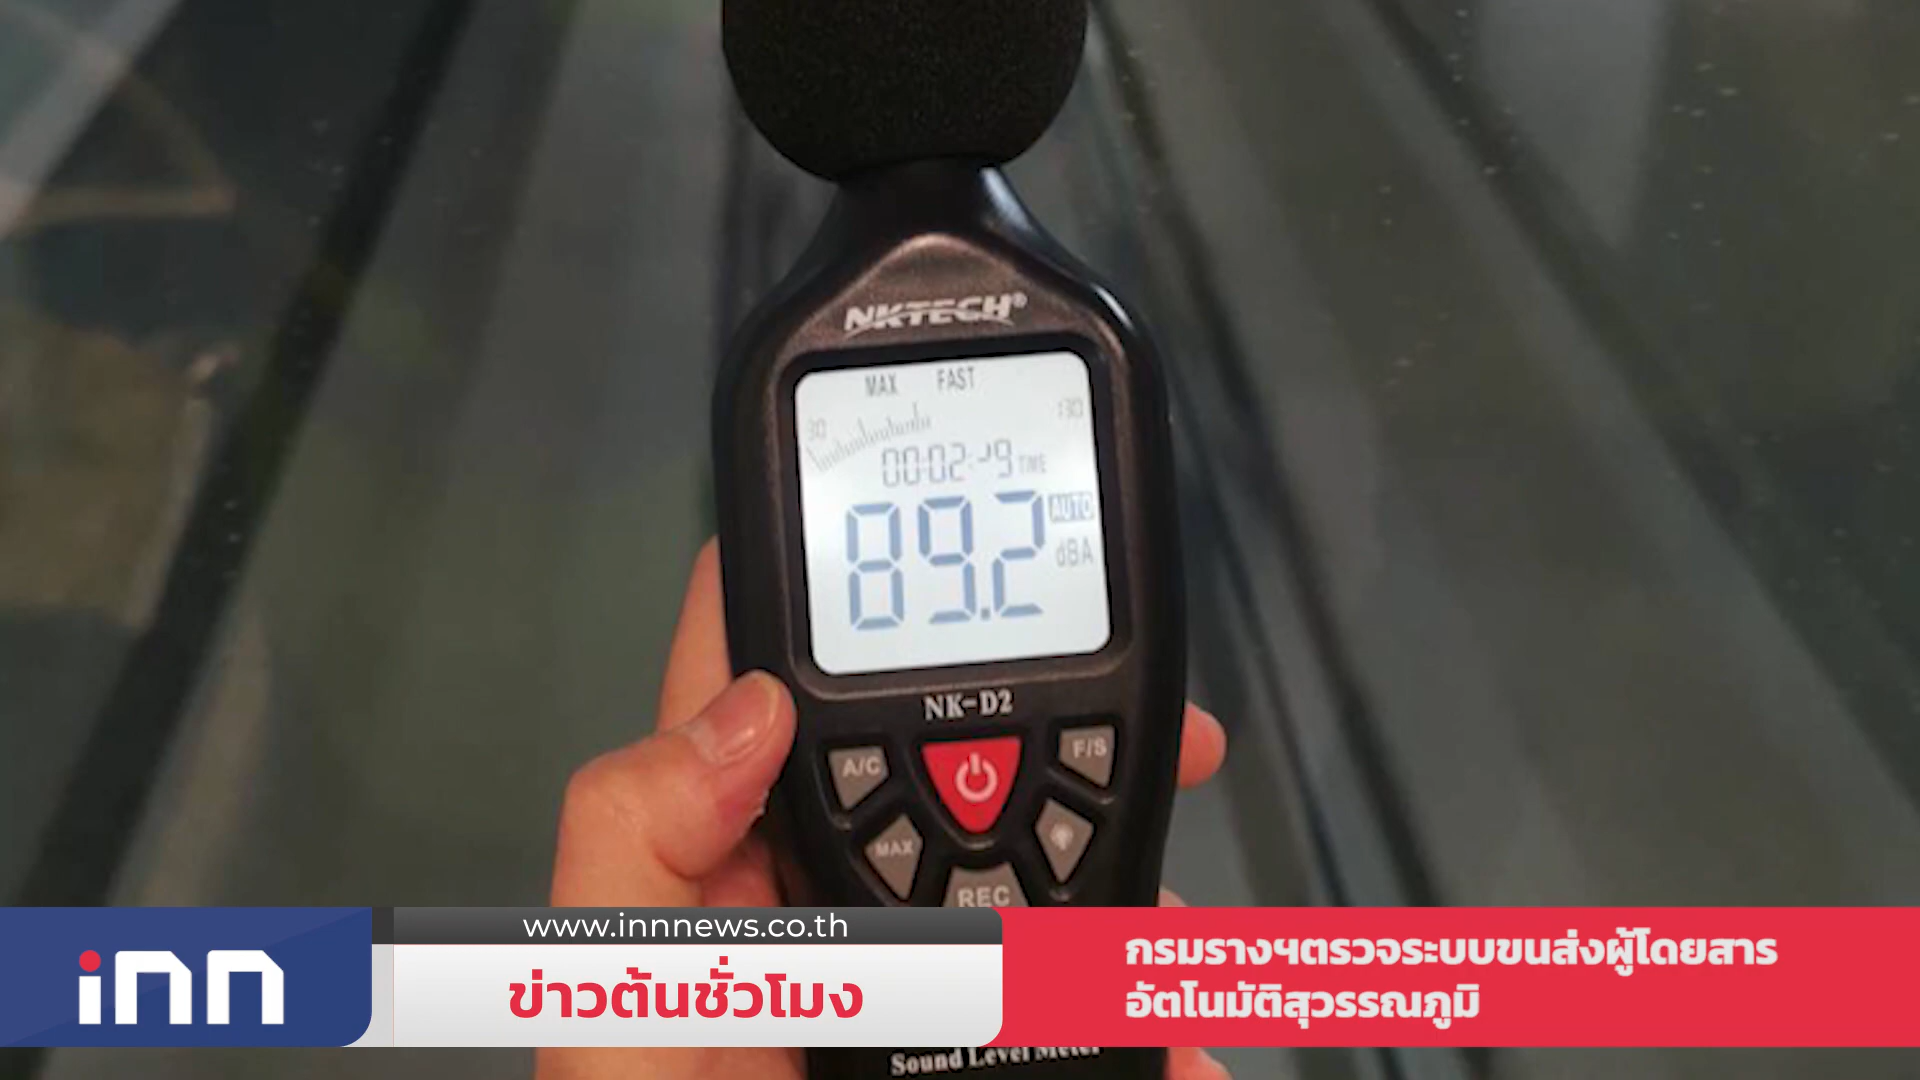 NKTECH®
MAX FAST
30 130
TIME
89.2 AUTO
dBA
NK-D2
A/C F/S
MAX
REC
www.innnews.co.th
inn
ข่าวต้นชั่วโมง
กรมรางฯตรวจระบบขนส่งผู้โดยสาร
อัตโนมัติสุวรรณภูมิ
Sound Level Meter